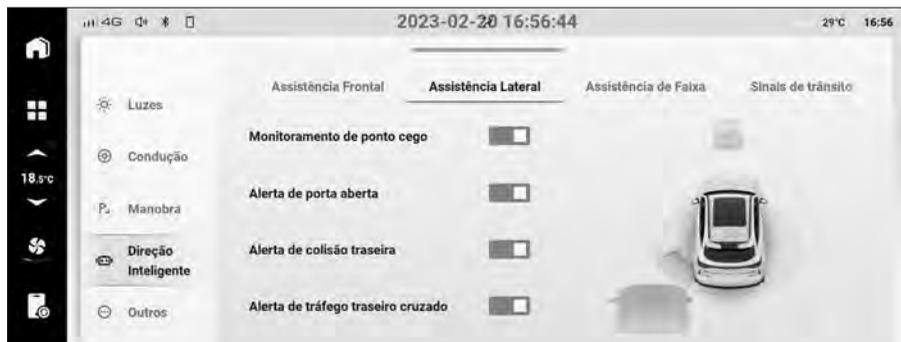 4G
2023-02-20 16:56:44
29°C 16:56
Assistência Frontal
Assistência Lateral
Assistência de Faixa
Sinais de trânsito
Luzes
Condução
18.5°C
Manobra
Direção
Inteligente
Outros
Monitoramento de ponto cego
Alerta de porta aberta
Alerta de colisão traseira
Alerta de tráfego traseiro cruzado